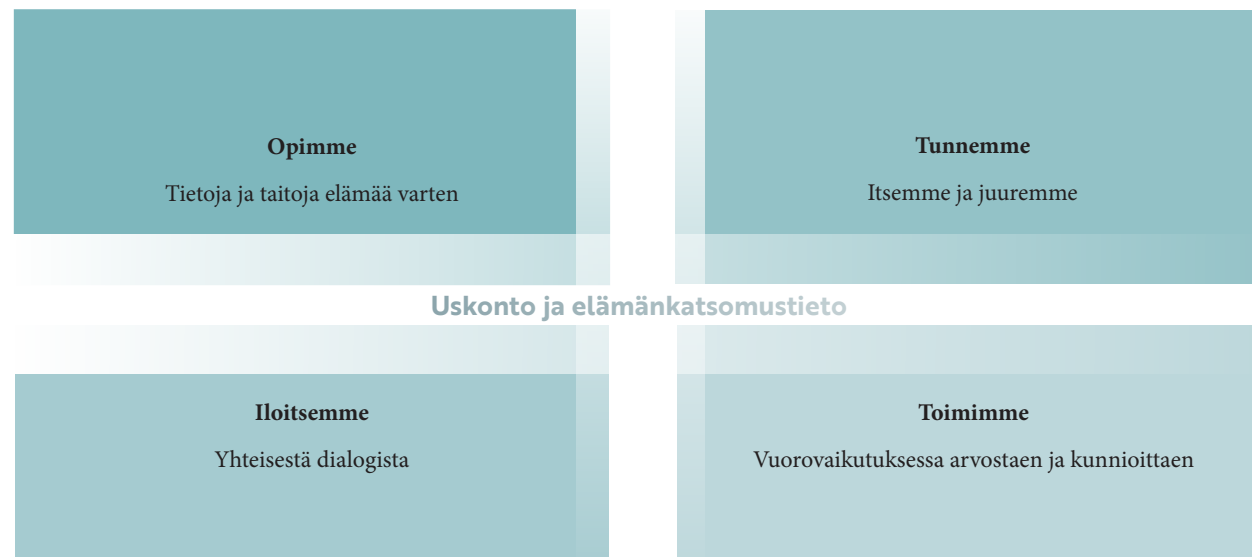 Opimme
Tietoja ja taitoja elämää varten
Tunnemme
Itsemme ja juuremme
Uskonto ja elämänkatsomustieto
Iloitsemme
Yhteisestä dialogista
Toimimme
Vuorovaikutuksessa arvostaen ja kunnioittaen